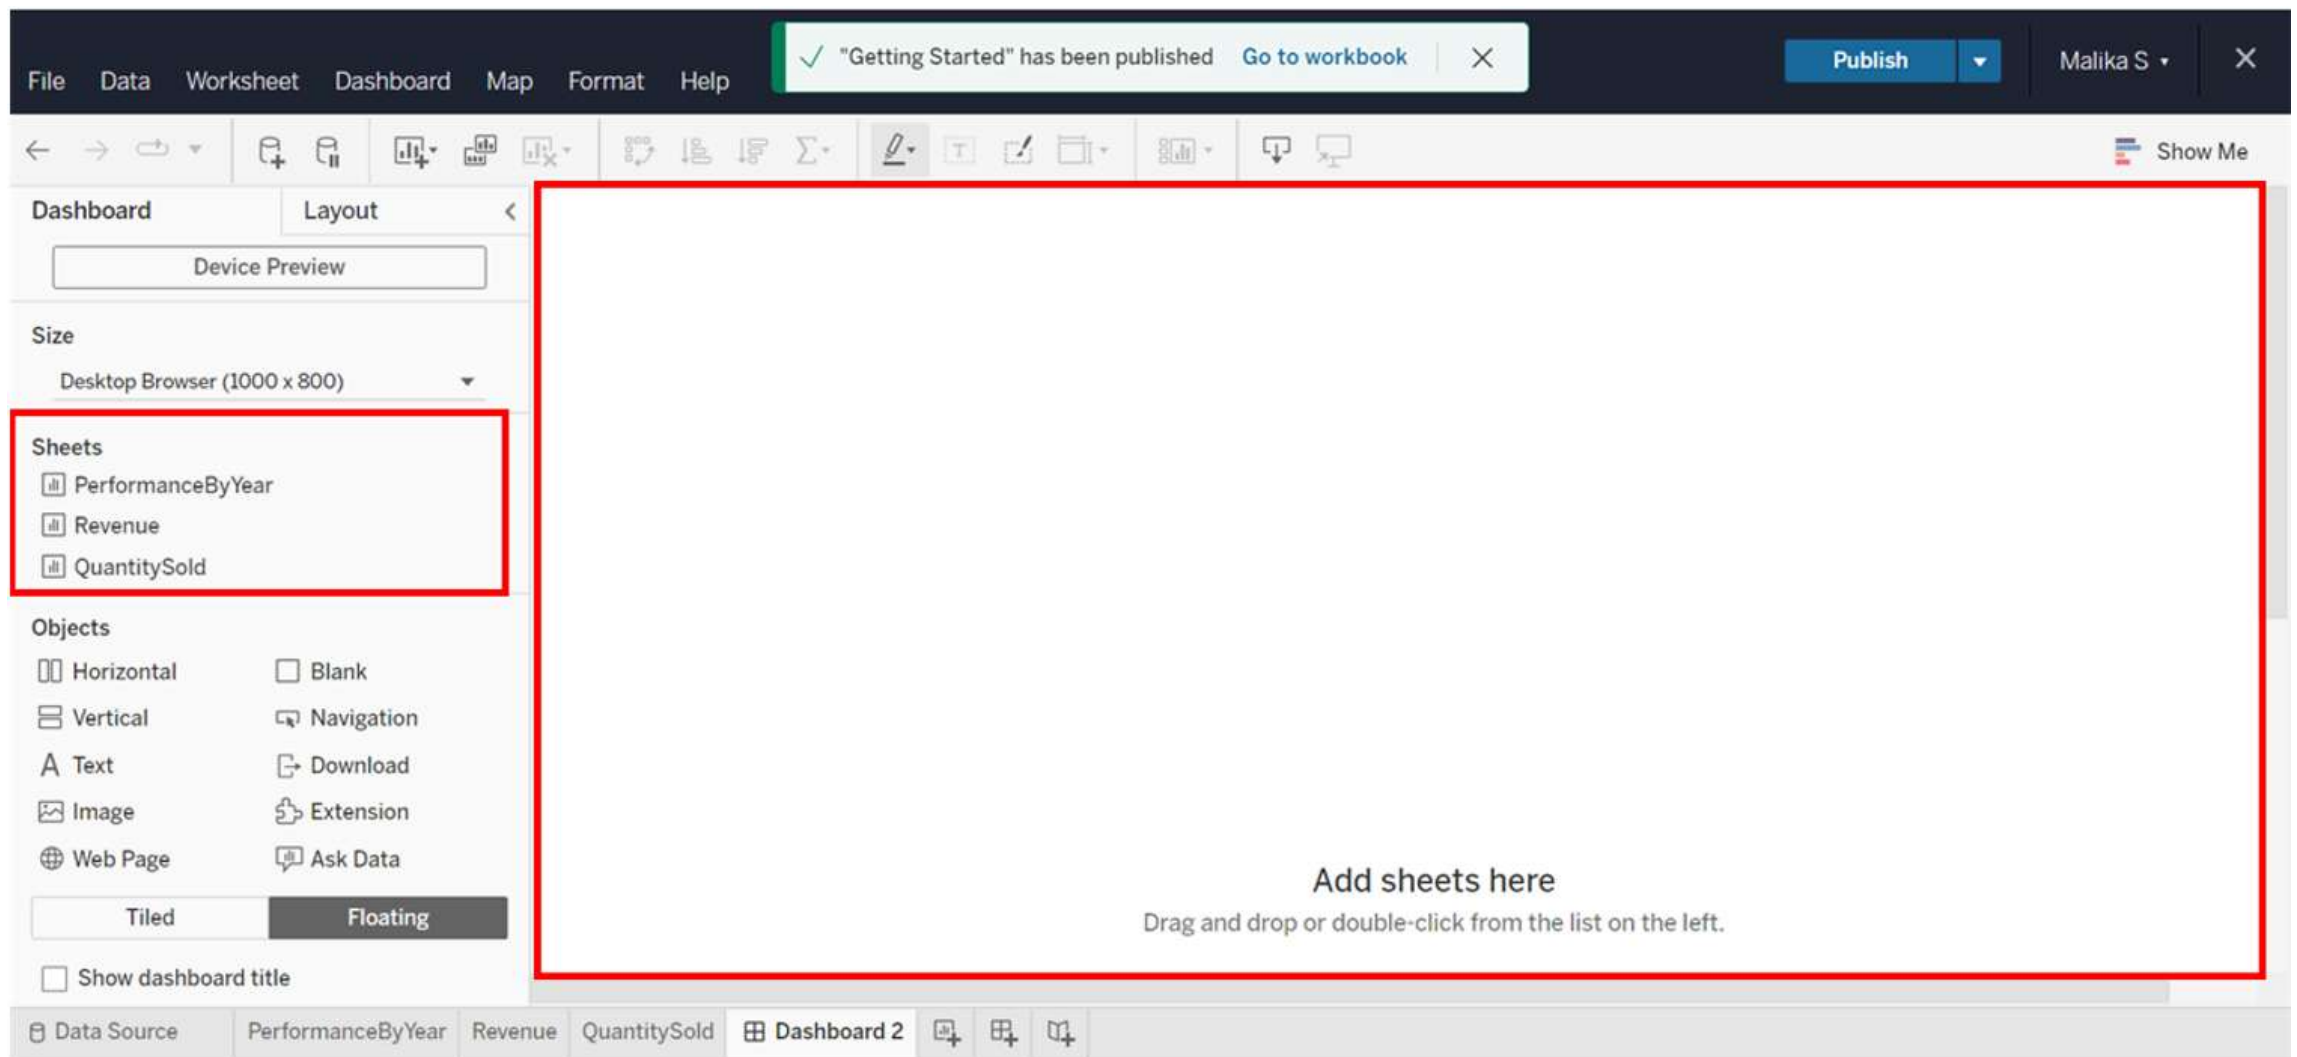 "Getting Started" has been published Go to workbook
Publish Malika S
File Data Worksheet Dashboard Map Format Help
Show Me
Dashboard Layout
Device Preview
Size
Desktop Browser (1000 x 800)
Sheets
PerformanceByYear
Revenue
QuantitySold
Objects
Horizontal Blank
Vertical Navigation
Text Download
Image Extension
Web Page Ask Data
Tiled Floating
Show dashboard title
Add sheets here
Drag and drop or double-click from the list on the left.
Data Source PerformanceByYear Revenue QuantitySold Dashboard 2